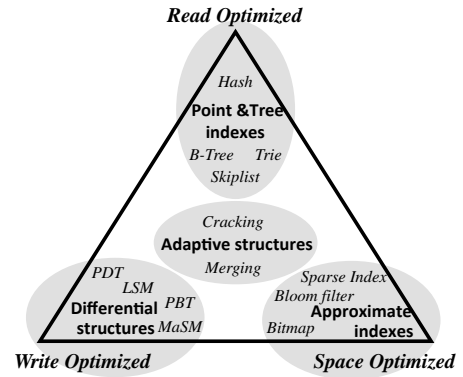 Read Optimized
Hash
Point &Tree
indexes
B-Tree Trie
Skiplist
Cracking
Adaptive structures
Merging
PDT
LSM
PBT
Differential
structures
MaSM
Sparse Index
Bloom filter
Approximate
indexes
Bitmap
Write Optimized
Space Optimized